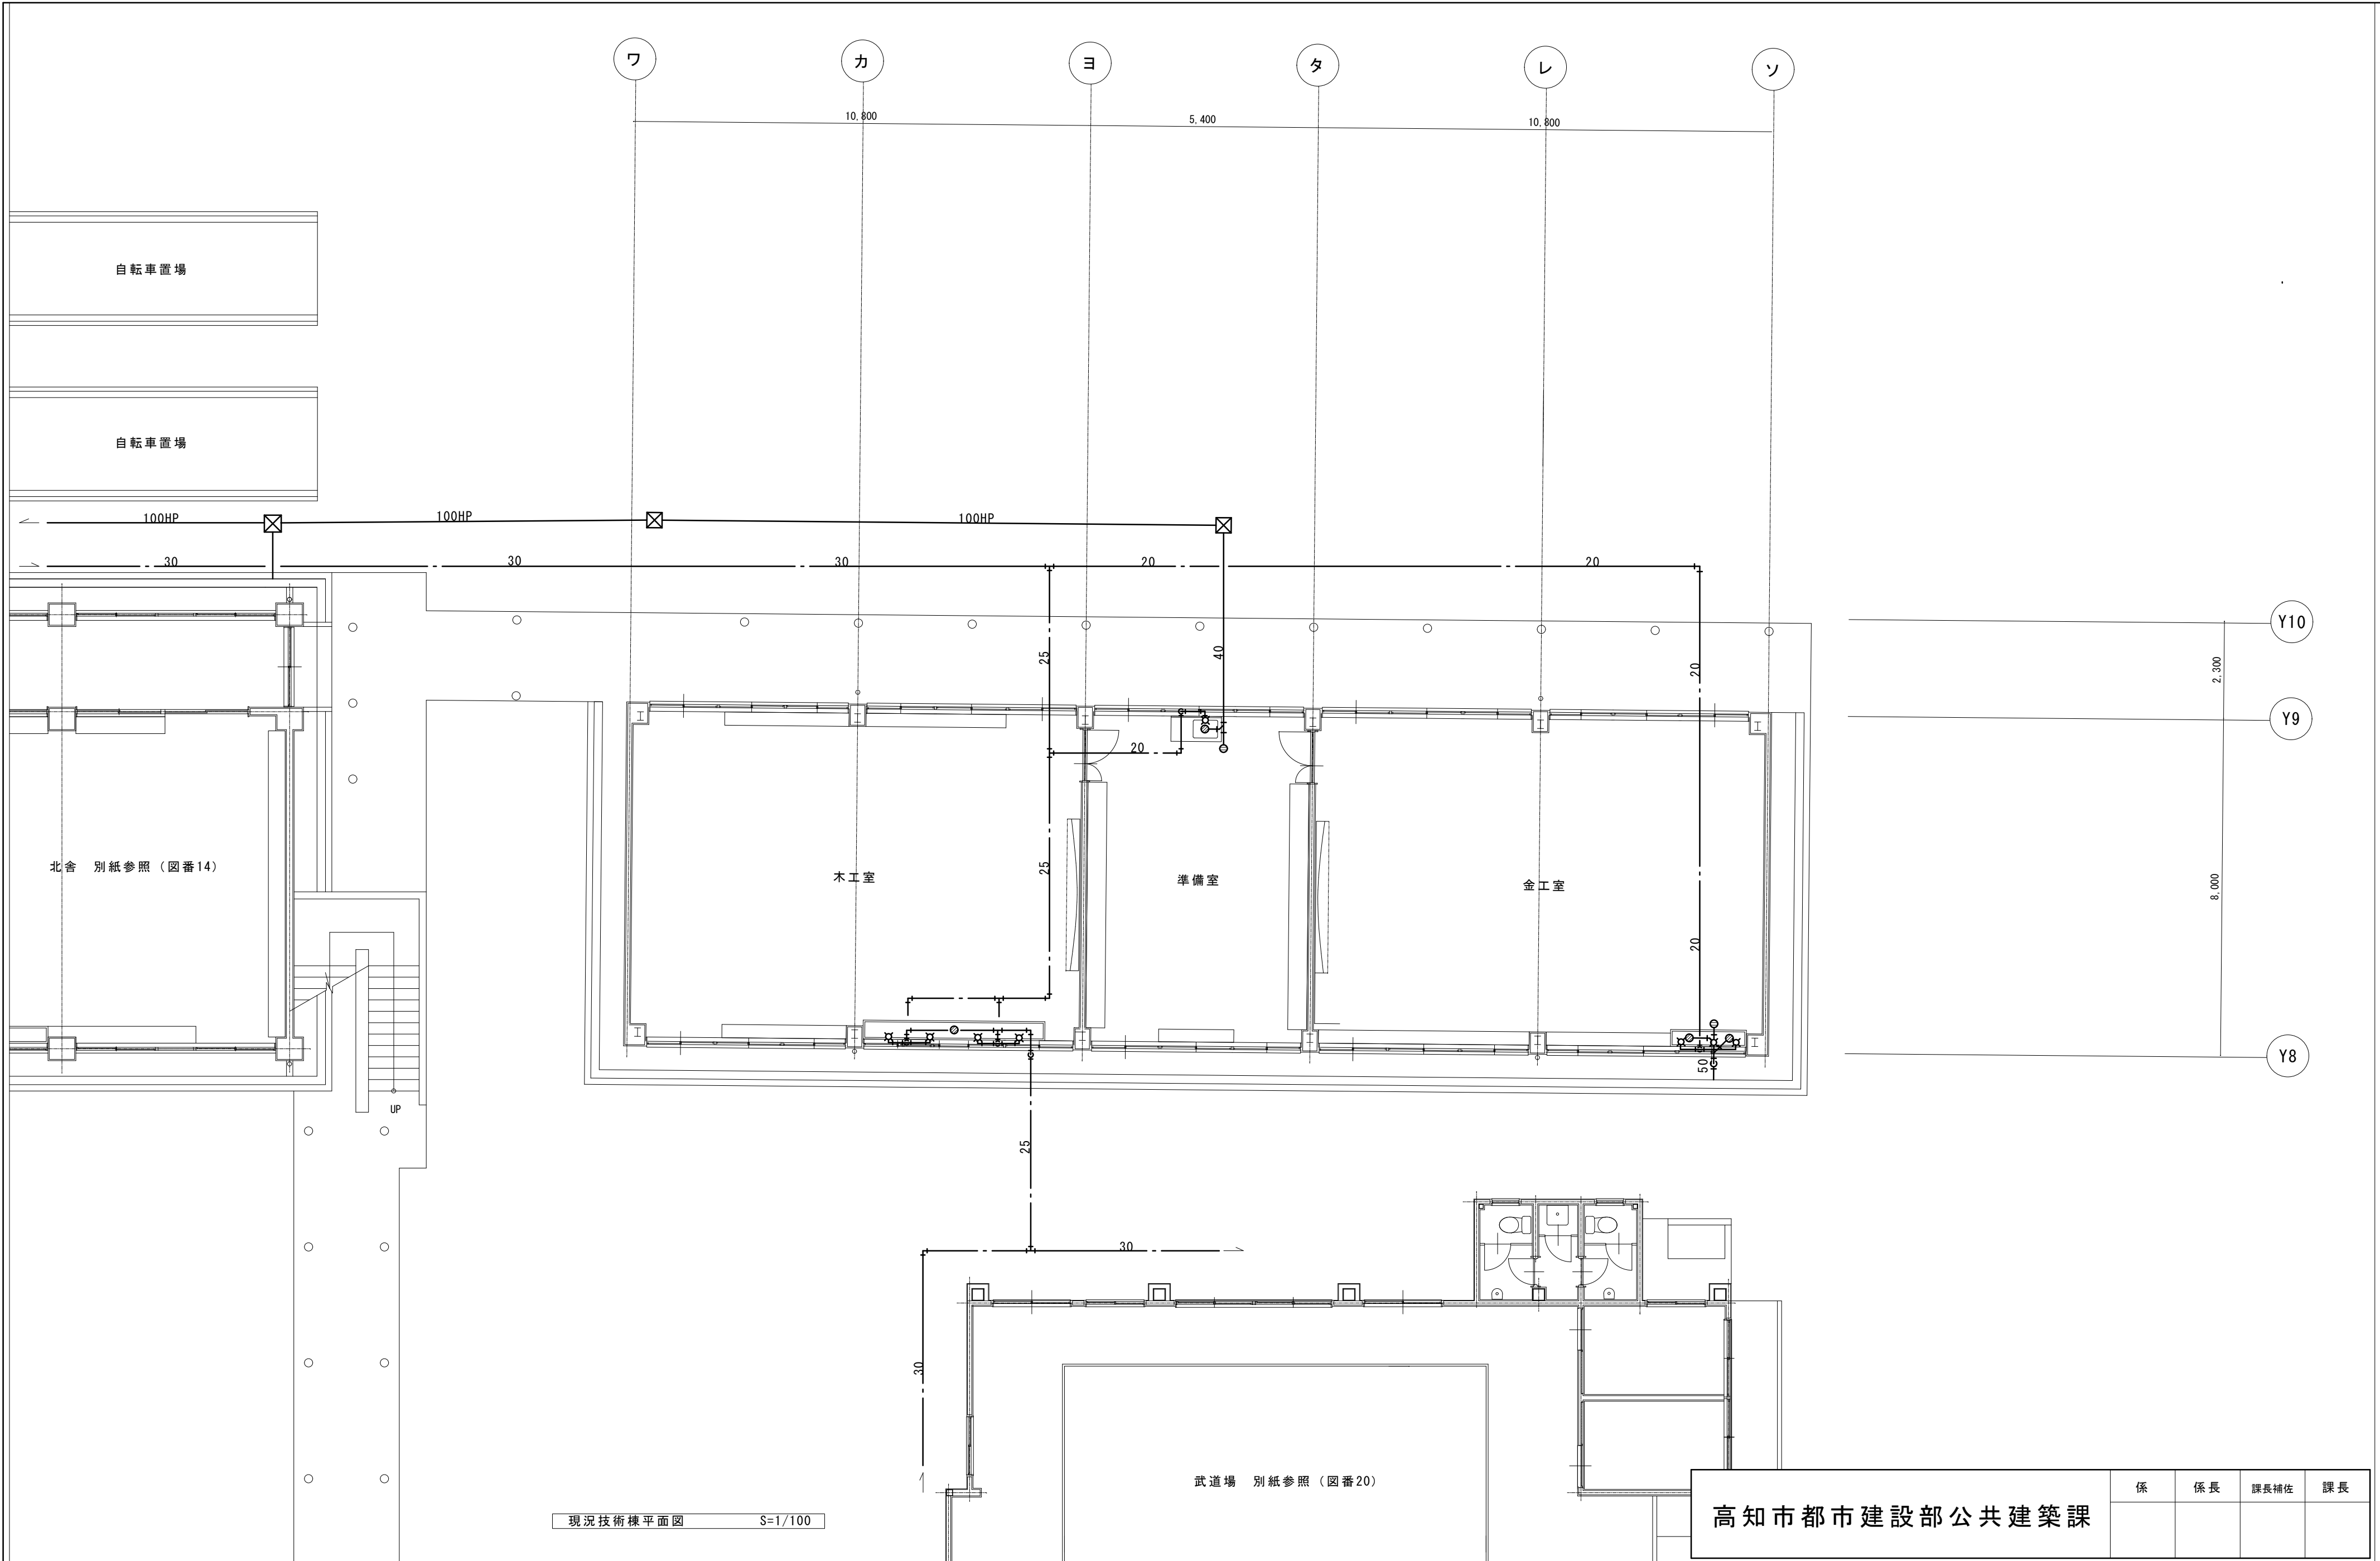 ワ
カ
ヨ
タ
レ
ソ
10,800
5,400
10,800
自転車置場
自転車置場
100HP
100HP
100HP
30
30
30
20
20
Y10
25
40
20
2,300
Y9
20
北舎 別紙参照(図番14)
木工室
25
準備室
金工室
8,000
20
Y8
50
UP
25
30
30
武道場 別紙参照(図番20)
現況技術棟平面図 S=1/100
高知市都市建設部公共建築課
係
係長
課長補佐
課長